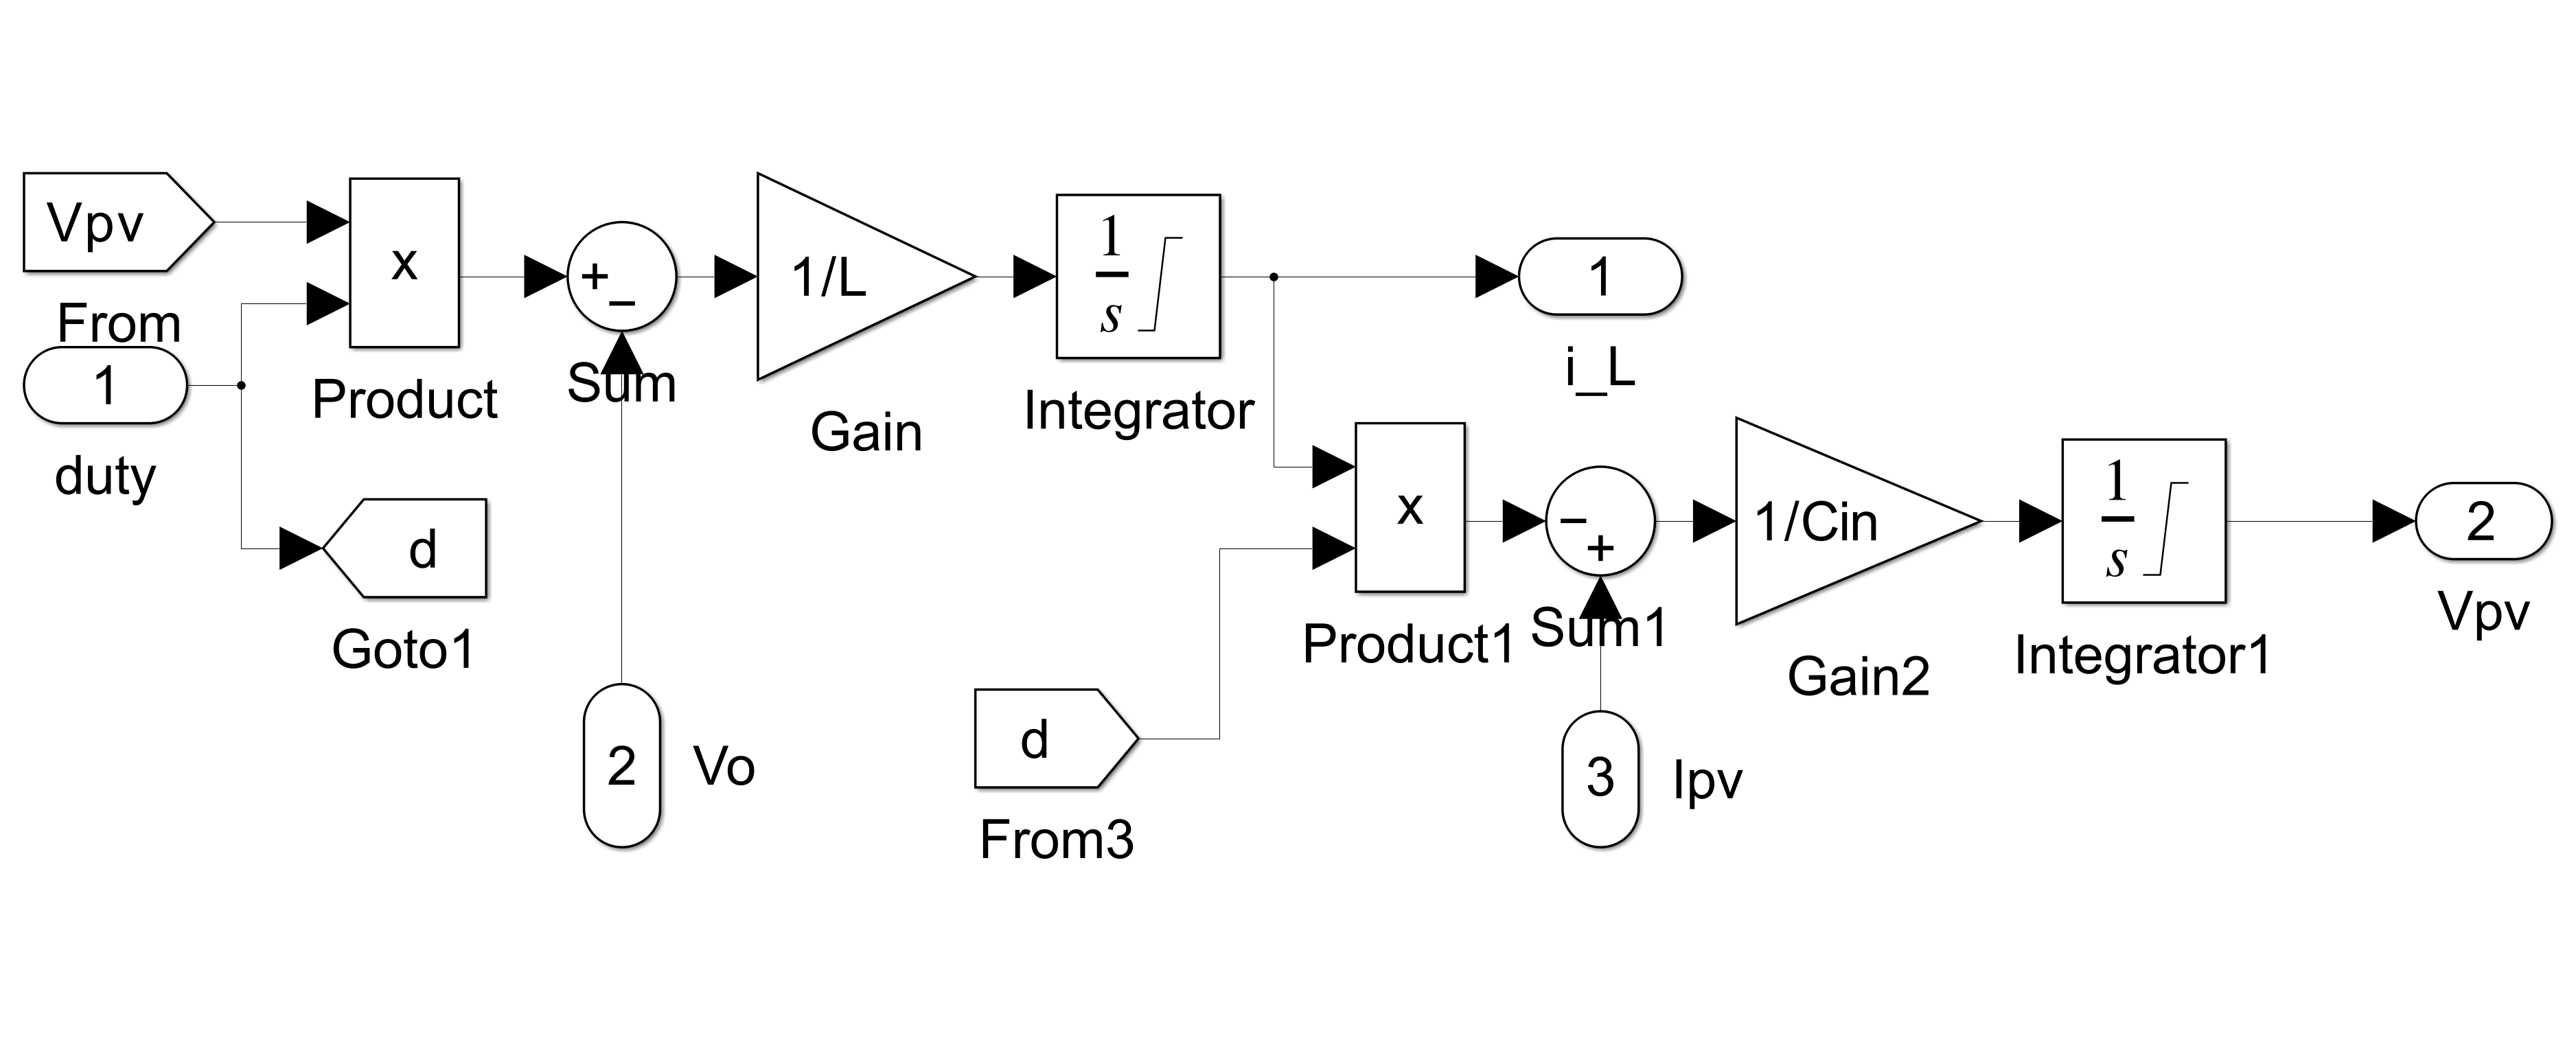 Vpv
From
1
duty
x
Product
d
Goto1
+
−
Sum
2
Vo
1/L
Gain
1
s
Integrator
1
i_L
d
From3
x
Product1
−
+
Sum1
3
Ipv
1/Cin
Gain2
1
s
Integrator1
2
Vpv